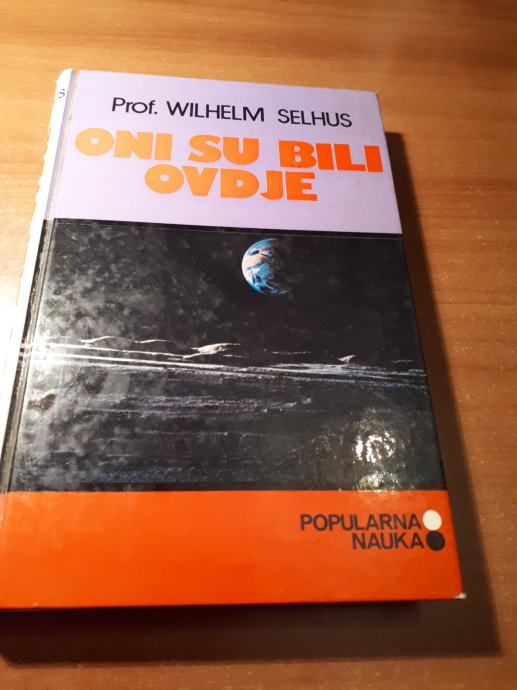 Prof. WILHELM SELHUS
ONI SU BILI
OVDJE
POPULARNA
NAUKA